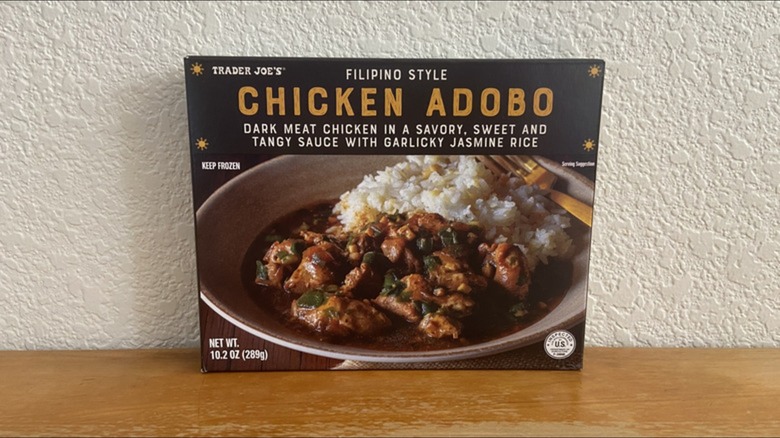 TRADER JOE'S
FILIPINO STYLE
CHICKEN ADOBO
DARK MEAT CHICKEN IN A SAVORY, SWEET AND
TANGY SAUCE WITH GARLICKY JASMINE RICE
KEEP FROZEN
Serving Suggestion
NET WT.
10.2 OZ (289g)
INSPECTED
U.S.